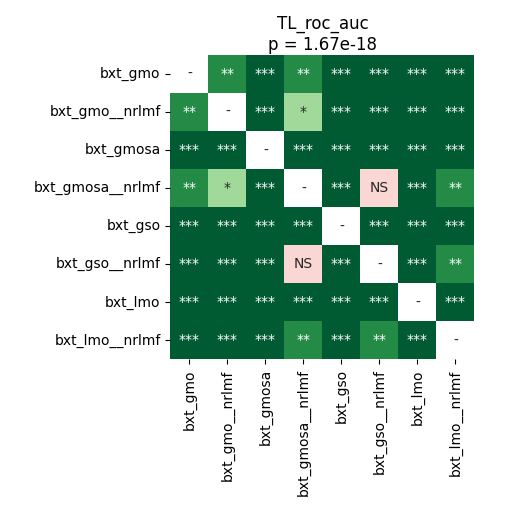 TL_roc_auc
p = 1.67e-18
bxt_gmo - ** *** ** *** *** *** ***
bxt_gmo__nrlmf ** - *** * *** *** *** ***
bxt_gmosa *** *** - *** *** *** *** ***
bxt_gmosa__nrlmf ** * *** - *** NS *** **
bxt_gso *** *** *** *** - *** *** ***
bxt_gso__nrlmf *** *** *** NS *** - *** **
bxt_lmo *** *** *** *** *** *** - ***
bxt_lmo__nrlmf *** *** *** ** *** ** *** -
bxt_gmo
bxt_gmo__nrlmf
bxt_gmosa
bxt_gmosa__nrlmf
bxt_gso
bxt_gso__nrlmf
bxt_lmo
bxt_lmo__nrlmf